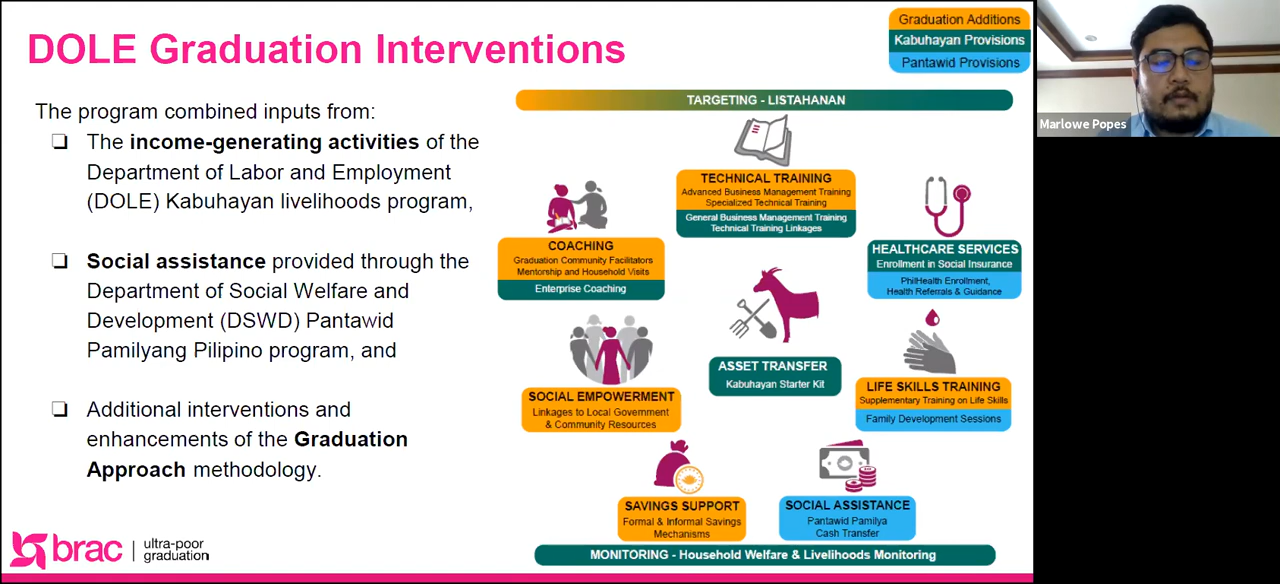 DOLE Graduation Interventions
The program combined inputs from:
The income-generating activities of the
Department of Labor and Employment
(DOLE) Kabuhayan livelihoods program,
Social assistance provided through the
Department of Social Welfare and
Development (DSWD) Pantawid
Pamilyang Pilipino program, and
Additional interventions and
enhancements of the Graduation
Approach methodology.
brac
ultra-poor
graduation
Graduation Additions
Kabuhayan Provisions
Pantawid Provisions
TARGETING - LISTAHANAN
TECHNICAL TRAINING
Advanced Business Management Training
Specialized Technical Training
General Business Management Training
Technical Training Linkages
COACHING
Graduation Community Facilitators
Mentorship and Household Visits
Enterprise Coaching
HEALTHCARE SERVICES
Enrollment in Social Insurance
PhilHealth Enrollment,
Health Referrals & Guidance
ASSET TRANSFER
Kabuhayan Starter Kit
SOCIAL EMPOWERMENT
Linkages to Local Government
& Community Resources
LIFE SKILLS TRAINING
Supplementary Training on Life Skills
Family Development Sessions
SAVINGS SUPPORT
Formal & Informal Savings
Mechanisms
SOCIAL ASSISTANCE
Pantawid Pamilya
Cash Transfer
MONITORING - Household Welfare & Livelihoods Monitoring
Marlowe Popes